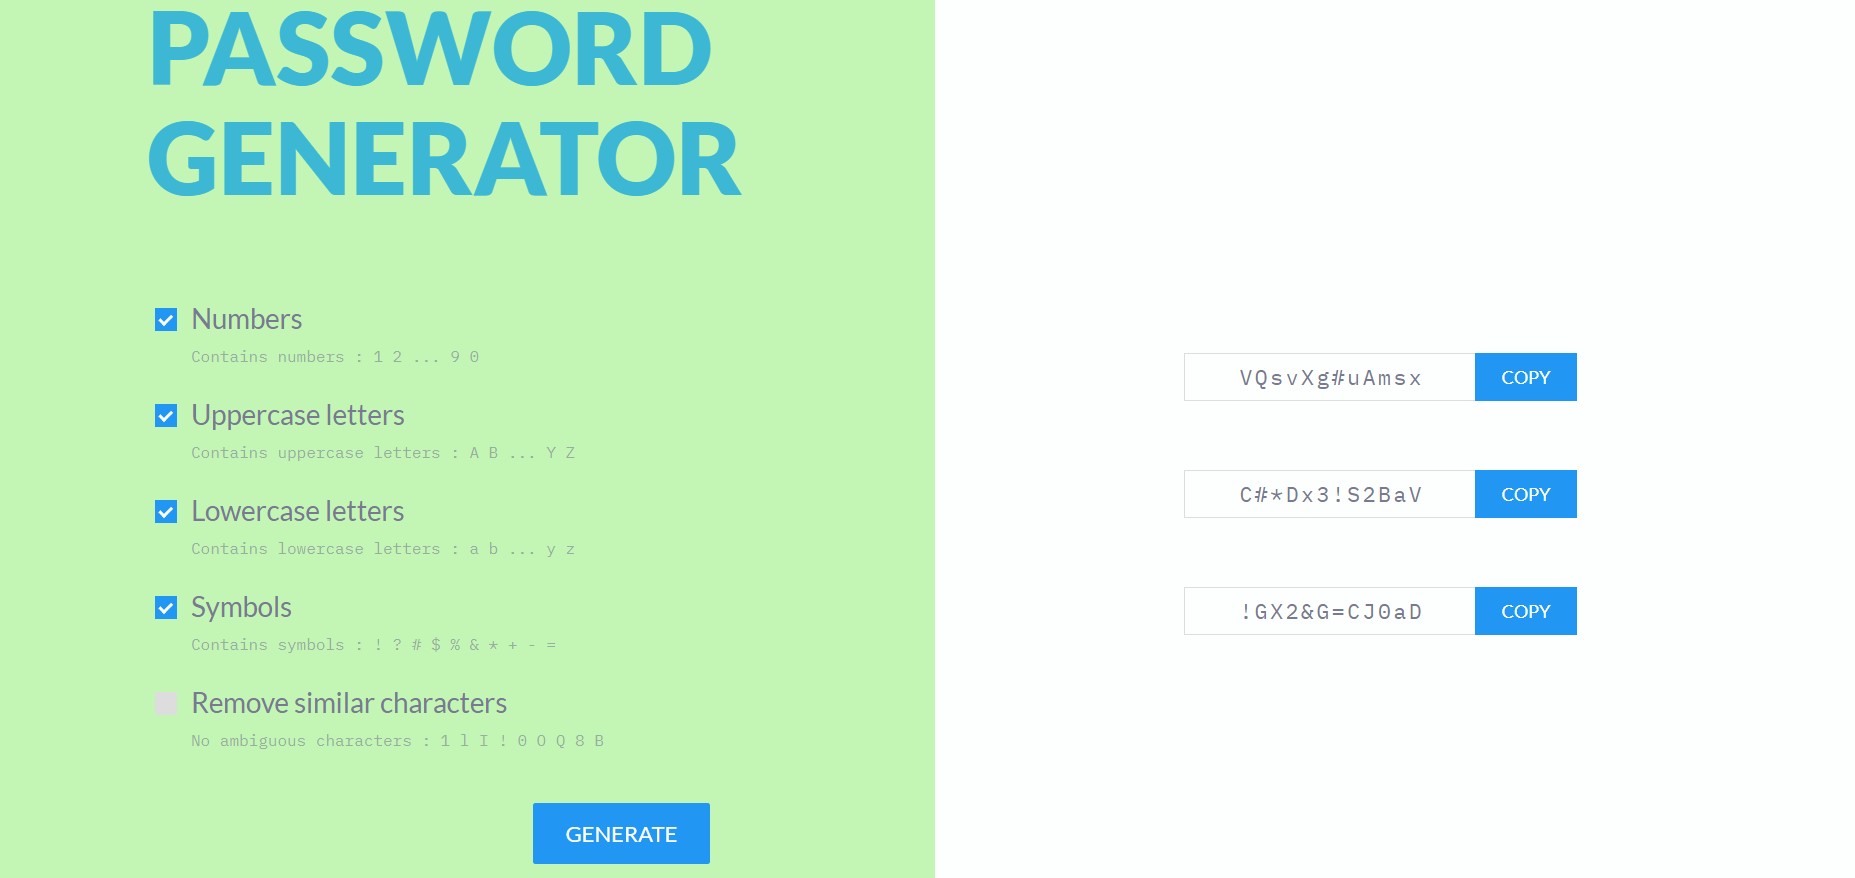 PASSWORD
GENERATOR
Numbers
Contains numbers : 1 2 ... 9 0
Uppercase letters
Contains uppercase letters : A B ... Y Z
Lowercase letters
Contains lowercase letters : a b ... y z
Symbols
Contains symbols : ! ? # $ % & * + - =
Remove similar characters
No ambiguous characters : 1 l I ! 0 O Q 8 B
GENERATE
VQsvXg#uAmsx COPY
C#*Dx3!S2BaV COPY
!GX2&G=CJ0aD COPY